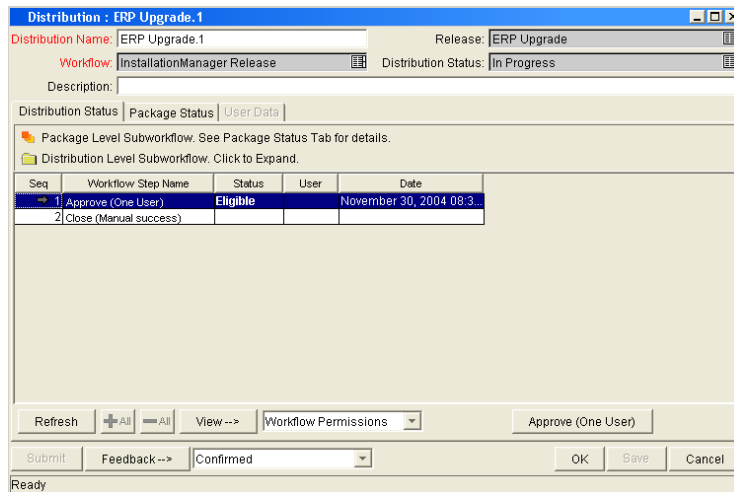 Distribution : ERP Upgrade.1
Distribution Name: ERP Upgrade.1 Release: ERP Upgrade
Workflow: InstallationManager Release Distribution Status: In Progress
Description:
Distribution Status Package Status User Data
Package Level Subworkflow. See Package Status Tab for details.
Distribution Level Subworkflow. Click to Expand.
Seq Workflow Step Name Status User Date
1 Approve (One User) Eligible November 30, 2004 08:3...
2 Close (Manual success)
Refresh All All View --> Workflow Permissions Approve (One User)
Submit Feedback --> Confirmed OK Save Cancel
Ready